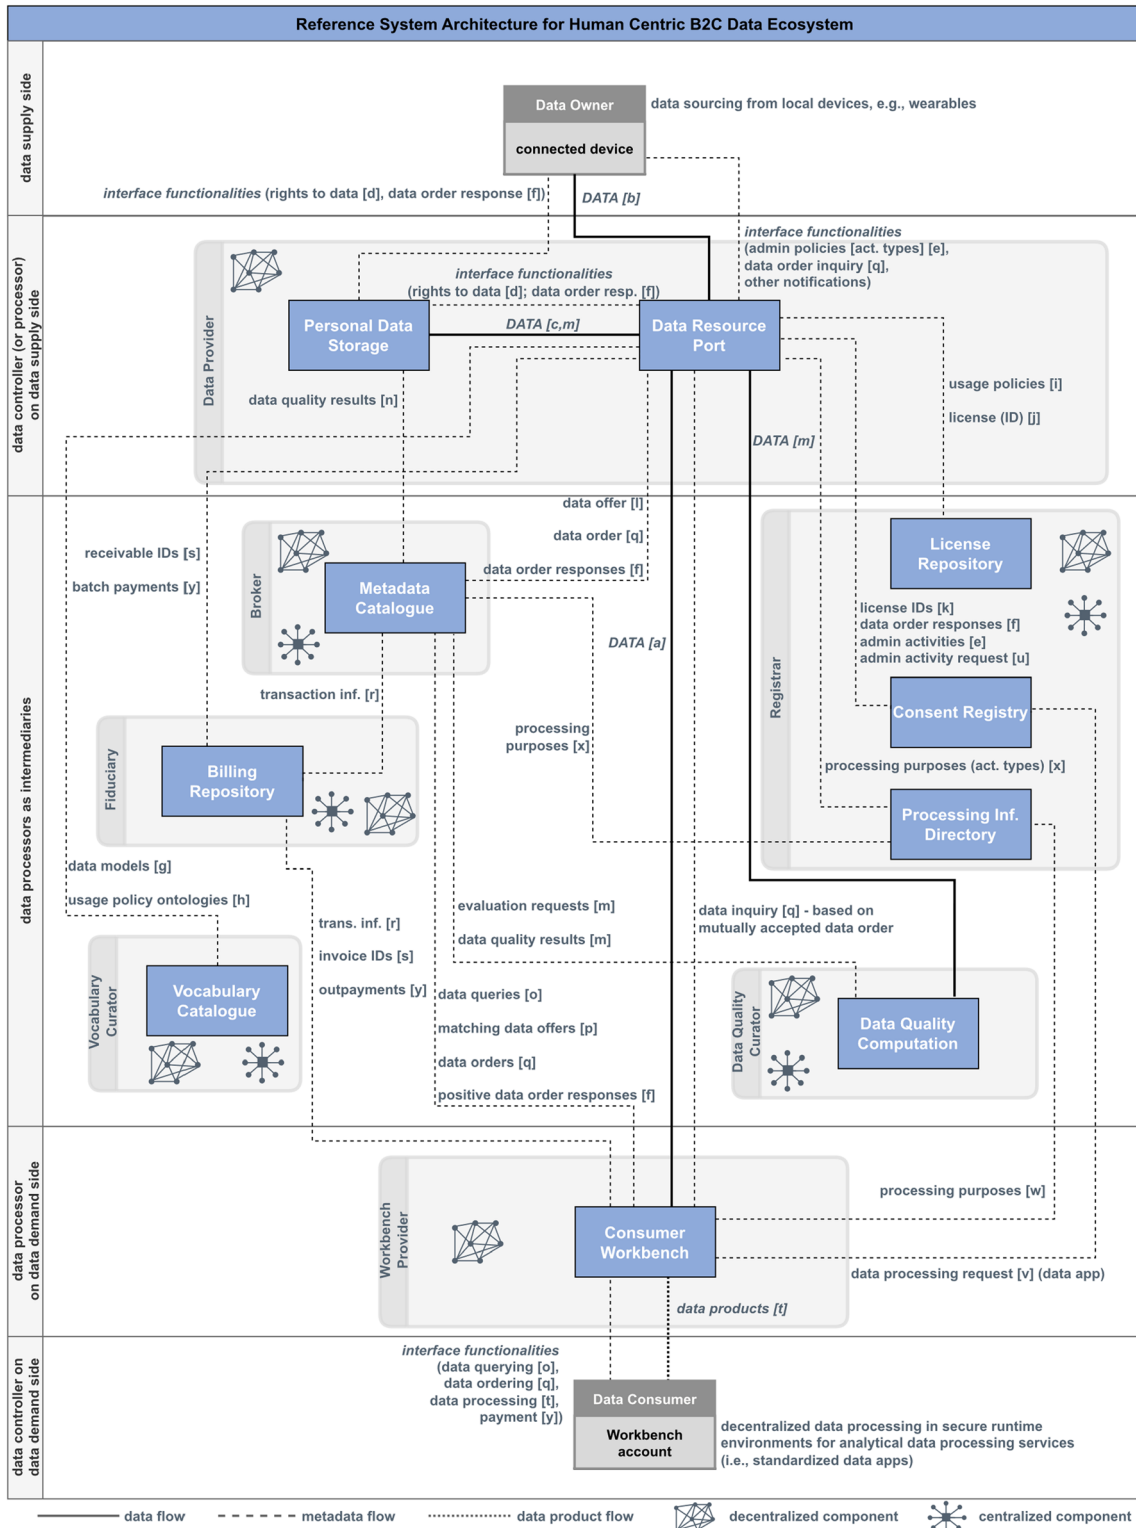 Reference System Architecture for Human Centric B2C Data Ecosystem
data supply side
Data Owner
connected device
data sourcing from local devices, e.g., wearables
interface functionalities (rights to data [d], data order response [f])
DATA [b]
data controller (or processor)
on data supply side
Data Provider
interface functionalities
(admin policies [act. types] [e],
data order inquiry [q],
other notifications)
interface functionalities
(rights to data [d]; data order resp. [f])
Personal Data
Storage
DATA [c,m]
Data Resource
Port
data quality results [n]
usage policies [i]
license (ID) [j]
DATA [m]
data processors as intermediaries
data offer [l]
data order [q]
data order responses [f]
receivable IDs [s]
batch payments [y]
Broker
Metadata
Catalogue
Registrar
License
Repository
license IDs [k]
data order responses [f]
admin activities [e]
admin activity request [u]
DATA [a]
Consent Registry
transaction inf. [r]
processing
purposes [x]
processing purposes (act. types) [x]
Fiduciary
Billing
Repository
Processing Inf.
Directory
data models [g]
usage policy ontologies [h]
trans. inf. [r]
invoice IDs [s]
outpayments [y]
evaluation requests [m]
data quality results [m]
data inquiry [q] - based on
mutually accepted data order
Vocabulary
Curator
Vocabulary
Catalogue
data queries [o]
matching data offers [p]
data orders [q]
positive data order responses [f]
Data Quality
Curator
Data Quality
Computation
data processor
on data demand side
Workbench
Provider
Consumer
Workbench
processing purposes [w]
data processing request [v] (data app)
data products [t]
data controller on
data demand side
interface functionalities
(data querying [o],
data ordering [q],
data processing [t],
payment [y])
Data Consumer
Workbench
account
decentralized data processing in secure runtime
environments for analytical data processing services
(i.e., standardized data apps)
data flow
metadata flow
data product flow
decentralized component
centralized component